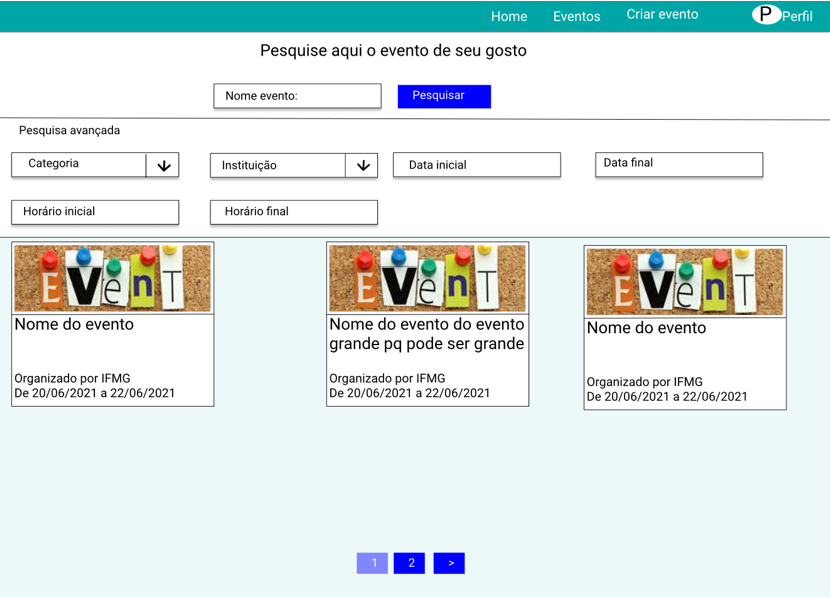 Home Eventos Criar evento P Perfil
Pesquise aqui o evento de seu gosto
Nome evento: Pesquisar
Pesquisa avançada
Categoria Instituição Data inicial Data final
Horário inicial Horário final
EvEnT
Nome do evento
Organizado por IFMG
De 20/06/2021 a 22/06/2021
EvEnT
Nome do evento do evento
grande pq pode ser grande
Organizado por IFMG
De 20/06/2021 a 22/06/2021
EvEnT
Nome do evento
Organizado por IFMG
De 20/06/2021 a 22/06/2021
1 2 >